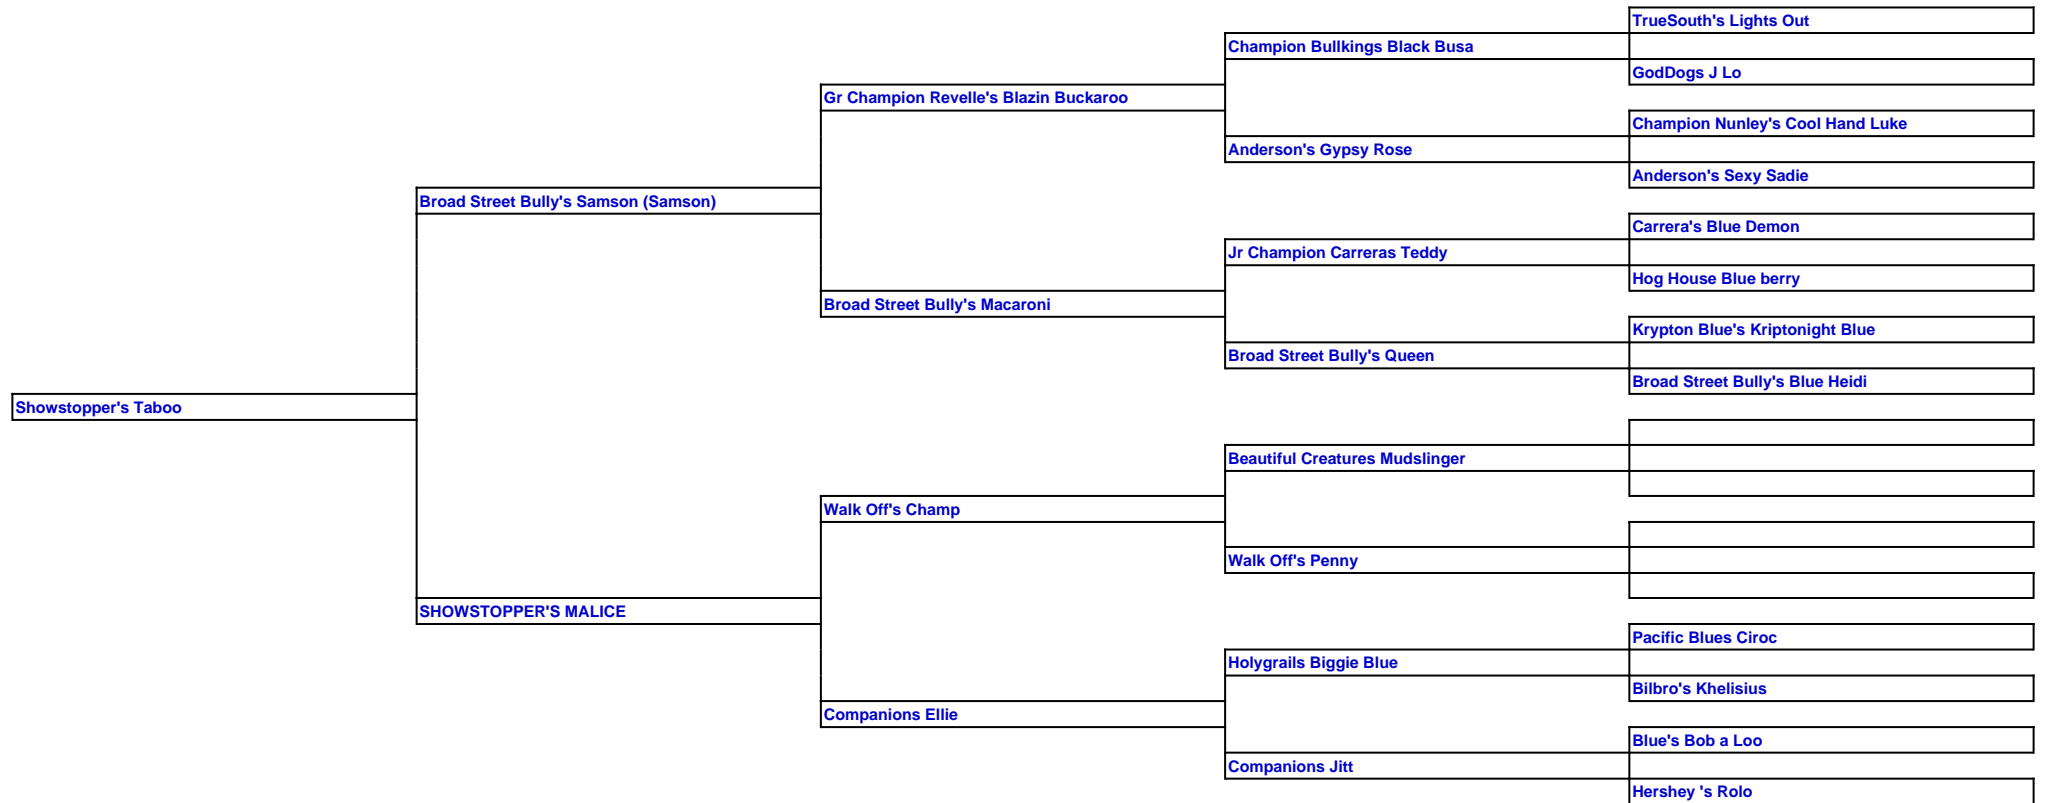 TrueSouth's Lights Out
Champion Bullkings Black Busa
GodDogs J Lo
Gr Champion Revelle's Blazin Buckaroo
Champion Nunley's Cool Hand Luke
Anderson's Gypsy Rose
Anderson's Sexy Sadie
Broad Street Bully's Samson (Samson)
Carrera's Blue Demon
Jr Champion Carreras Teddy
Hog House Blue berry
Broad Street Bully's Macaroni
Krypton Blue's Kriptonight Blue
Broad Street Bully's Queen
Broad Street Bully's Blue Heidi
Showstopper's Taboo
Beautiful Creatures Mudslinger
Walk Off's Champ
Walk Off's Penny
SHOWSTOPPER'S MALICE
Pacific Blues Ciroc
Holygrails Biggie Blue
Bilbro's Khelisius
Companions Ellie
Blue's Bob a Loo
Companions Jitt
Hershey 's Rolo